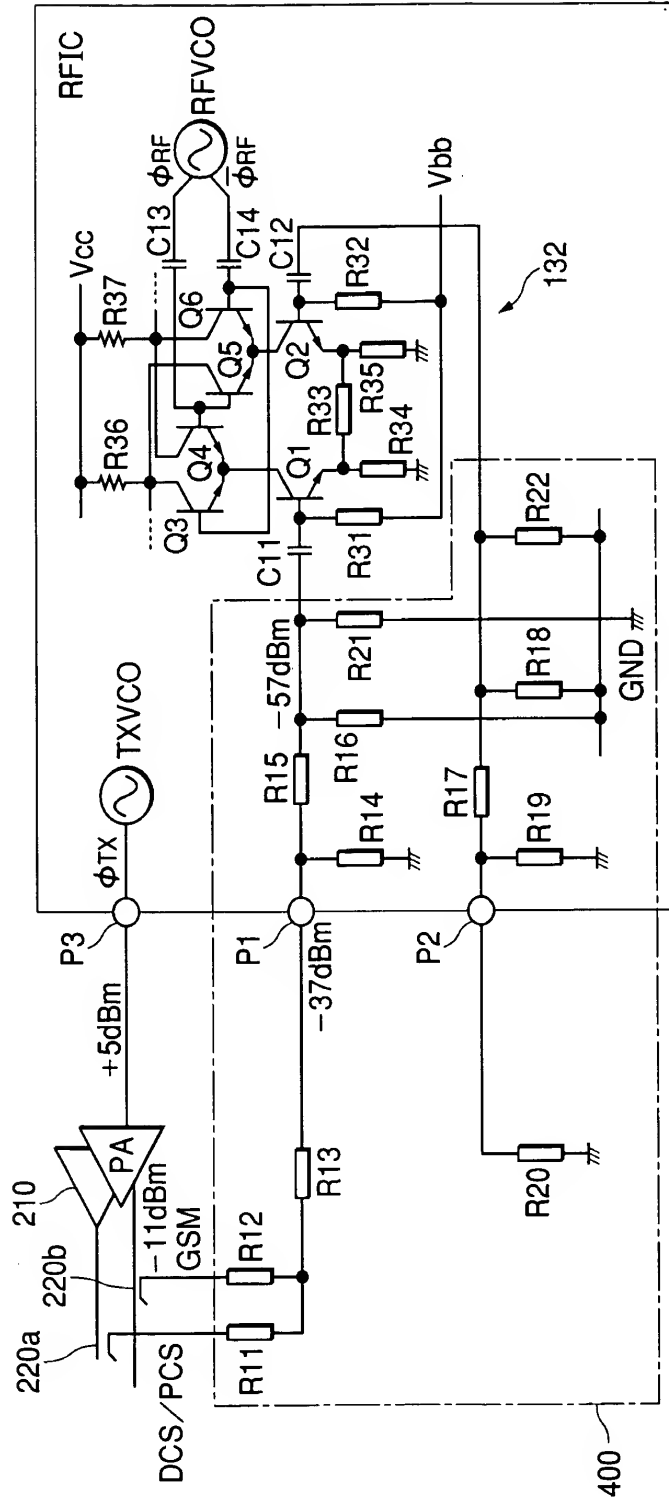 RFIC
Vcc
R36
R37
φRF
φ̅RF
RFVCO
C13
C14
Q3
Q4
Q5
Q6
C12
Q1
Q2
R33
R34
R35
R32
R31
C11
Vbb
132
TXVCO
φTX
P3
+5dBm
210
PA
220a
220b
-11dBm
GSM
DCS/PCS
R11
R12
R13
P1
-37dBm
R14
R15
-57dBm
R16
R21
P2
R19
R17
R18
R22
GND
R20
400